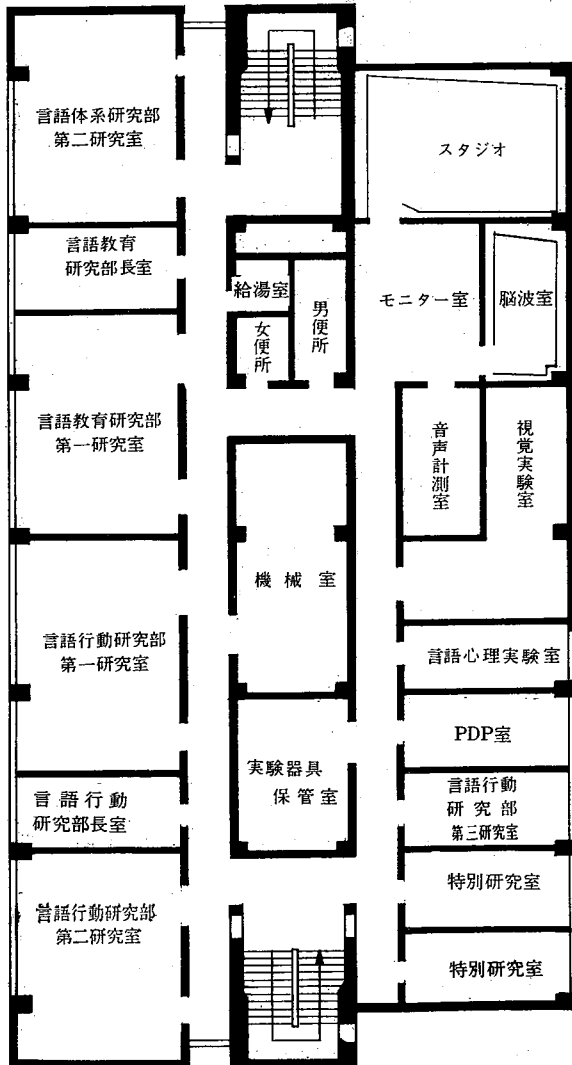 言語体系研究部
第二研究室
スタジオ
言語教育
研究部長室
給湯室
男便所
女便所
モニター室
脳波室
言語教育研究部
第一研究室
音声計測室
視覚実験室
機械室
言語行動研究部
第一研究室
言語心理実験室
PDP室
実験器具
保管室
言語行動
研究部長室
言語行動
研究部
第三研究室
特別研究室
言語行動研究部
第二研究室
特別研究室